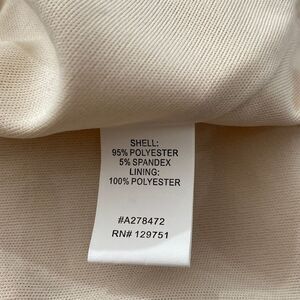 SHELL:
95% POLYESTER
5% SPANDEX
LINING:
100% POLYESTER
#A278472
RN# 129751